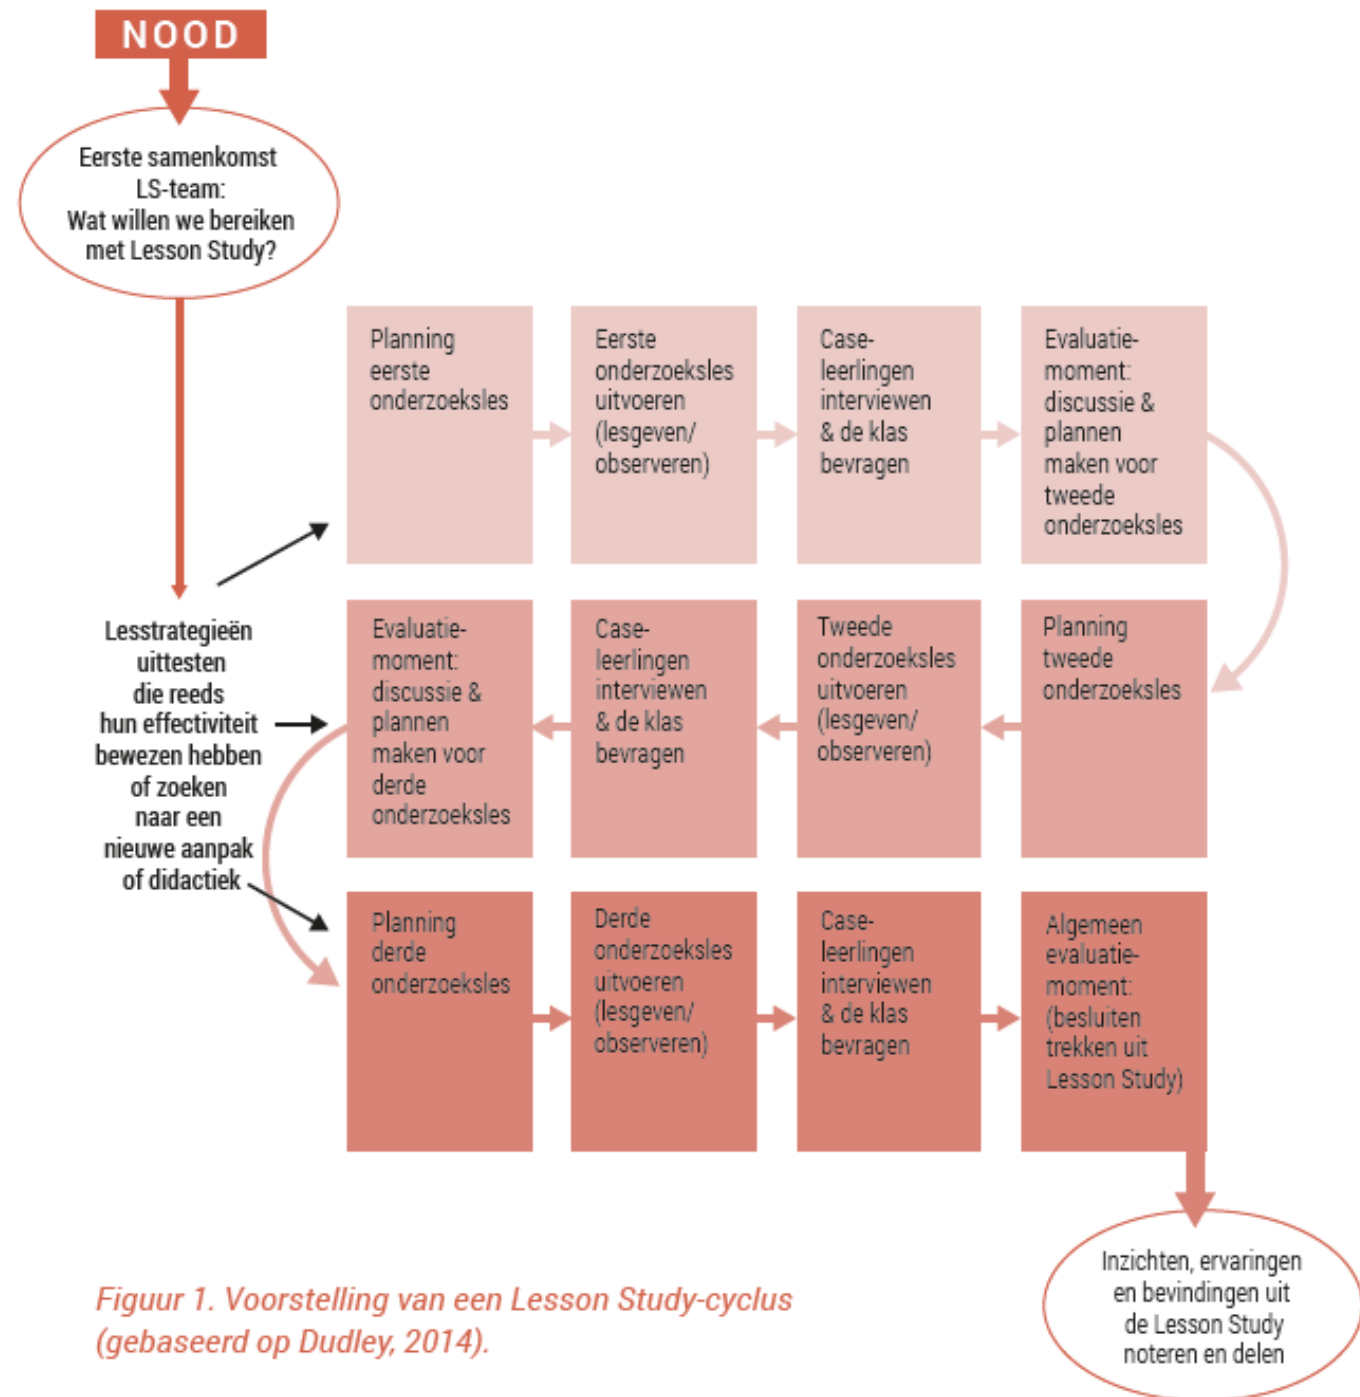 NOOD
Eerste samenkomst
LS-team:
Wat willen we bereiken
met Lesson Study?
Planning
eerste
onderzoeksles
Eerste
onderzoeksles
uitvoeren
(lesgeven/
observeren)
Case-
leerlingen
interviewen
& de klas
bevragen
Evaluatie-
moment:
discussie &
plannen
maken voor
tweede
onderzoeksles
Lesstrategieën
uittesten
die reeds
hun effectiviteit
bewezen hebben
of zoeken
naar een
nieuwe aanpak
of didactiek
Planning
tweede
onderzoeksles
Tweede
onderzoeksles
uitvoeren
(lesgeven/
observeren)
Case-
leerlingen
interviewen
& de klas
bevragen
Evaluatie-
moment:
discussie &
plannen
maken voor
derde
onderzoeksles
Planning
derde
onderzoeksles
Derde
onderzoeksles
uitvoeren
(lesgeven/
observeren)
Case-
leerlingen
interviewen
& de klas
bevragen
Algemeen
evaluatie-
moment:
(besluiten
trekken uit
Lesson Study)
Inzichten, ervaringen
en bevindingen uit
de Lesson Study
noteren en delen
Figuur 1. Voorstelling van een Lesson Study-cyclus
(gebaseerd op Dudley, 2014).